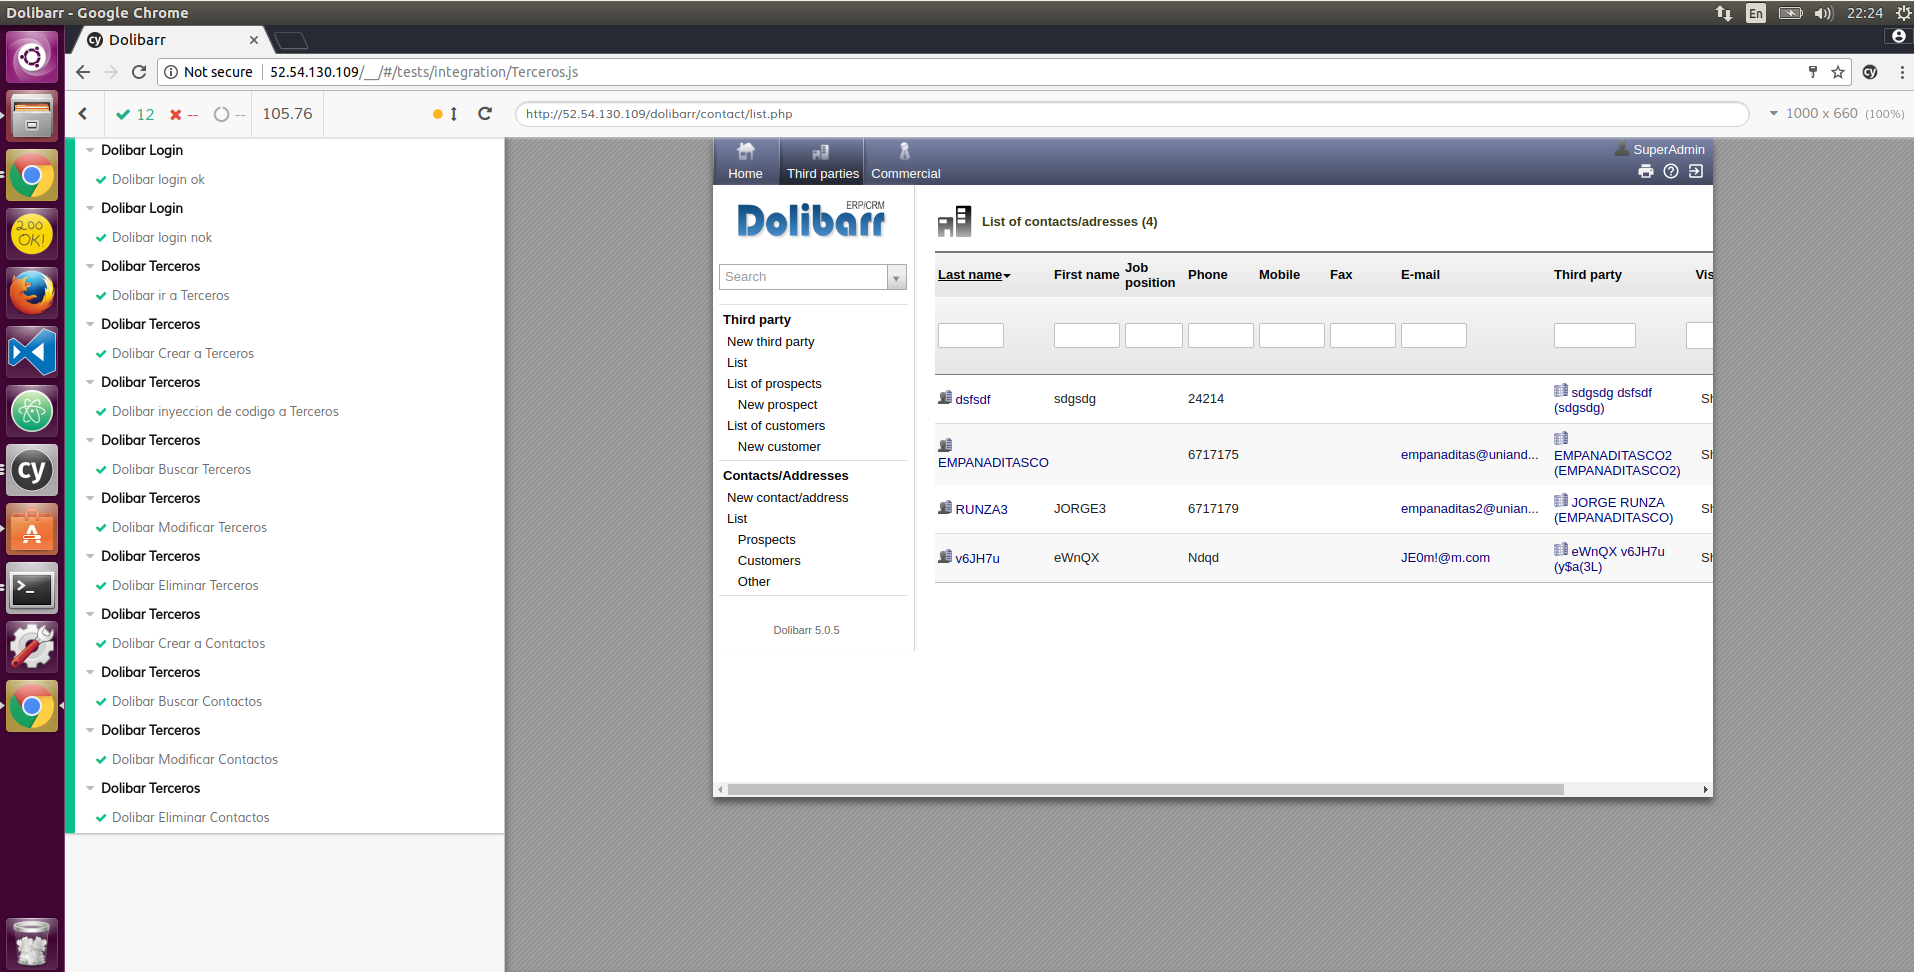 Dolibarr - Google Chrome
En
22:24
cy Dolibarr
Not secure 52.54.130.109/__/#/tests/integration/Terceros.js
cy
12 -- -- 105.76
http://52.54.130.109/dolibarr/contact/list.php
1000 x 660 (100%)
200 OK!
cy
Dolibar Login
Dolibar login ok
Dolibar Login
Dolibar login nok
Dolibar Terceros
Dolibar ir a Terceros
Dolibar Terceros
Dolibar Crear a Terceros
Dolibar Terceros
Dolibar inyeccion de codigo a Terceros
Dolibar Terceros
Dolibar Buscar Terceros
Dolibar Terceros
Dolibar Modificar Terceros
Dolibar Terceros
Dolibar Eliminar Terceros
Dolibar Terceros
Dolibar Crear a Contactos
Dolibar Terceros
Dolibar Buscar Contactos
Dolibar Terceros
Dolibar Modificar Contactos
Dolibar Terceros
Dolibar Eliminar Contactos
Home Third parties Commercial
SuperAdmin
Dolibarr ERP/CRM
Search
Third party
New third party
List
List of prospects
New prospect
List of customers
New customer
Contacts/Addresses
New contact/address
List
Prospects
Customers
Other
Dolibarr 5.0.5
List of contacts/adresses (4)
Last name First name Job position Phone Mobile Fax E-mail Third party Vis
dsfsdf sdgsdg 24214 sdgsdg dsfsdf (sdgsdg) Sh
EMPANADITASCO 6717175 empanaditas@uniand... EMPANADITASCO2 (EMPANADITASCO2) Sh
RUNZA3 JORGE3 6717179 empanaditas2@unian... JORGE RUNZA (EMPANADITASCO) Sh
v6JH7u eWnQX Ndqd JE0m!@m.com eWnQX v6JH7u (y$a(3L) Sh